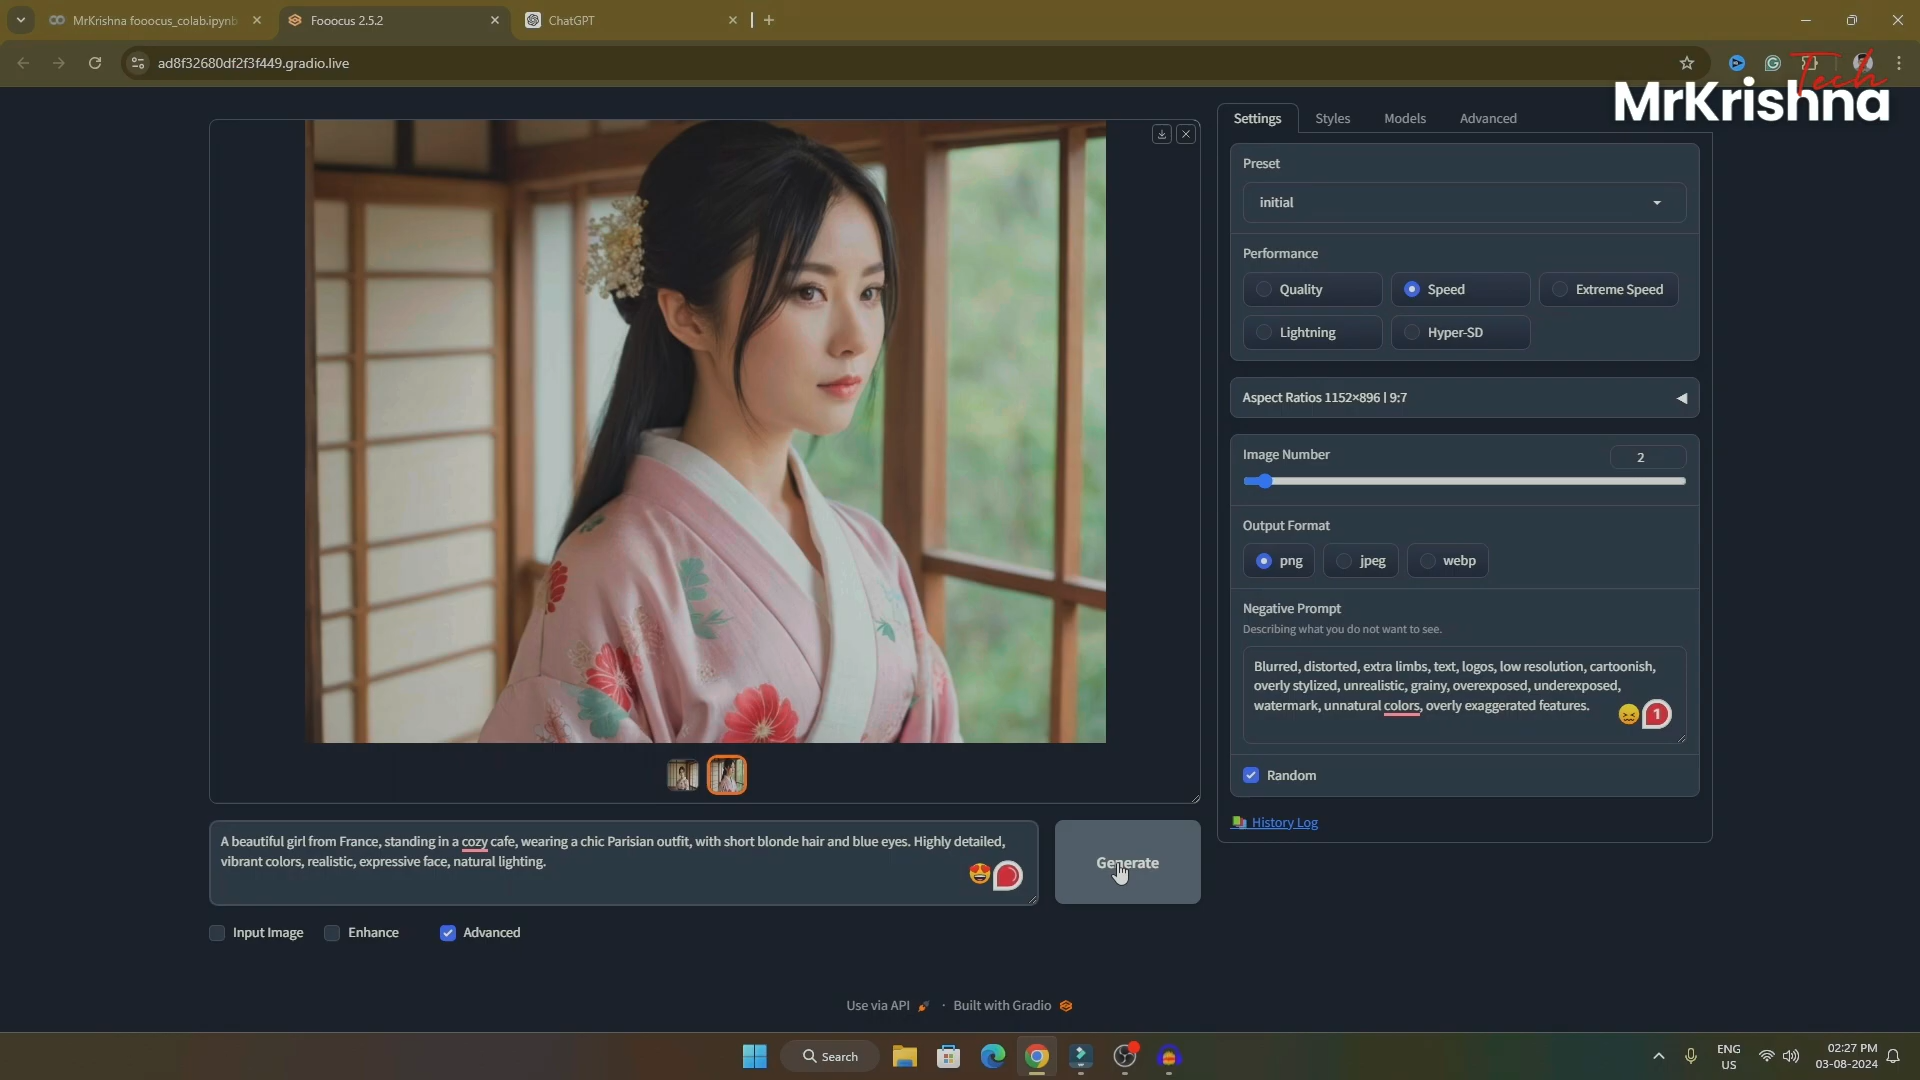 MrKrishna fooocus_colab.ipynb
Fooocus 2.5.2
ChatGPT
ad8f32680df2f3f449.gradio.live
Tech
MrKrishna
Settings
Styles
Models
Advanced
Preset
initial
Performance
Quality
Speed
Extreme Speed
Lightning
Hyper-SD
Aspect Ratios 1152×896 | 9:7
Image Number
2
Output Format
png
jpeg
webp
Negative Prompt
Describing what you do not want to see.
Blurred, distorted, extra limbs, text, logos, low resolution, cartoonish,
overly stylized, unrealistic, grainy, overexposed, underexposed,
watermark, unnatural colors, overly exaggerated features.
1
Random
History Log
A beautiful girl from France, standing in a cozy cafe, wearing a chic Parisian outfit, with short blonde hair and blue eyes. Highly detailed,
vibrant colors, realistic, expressive face, natural lighting.
Generate
Input Image
Enhance
Advanced
Use via API
·
Built with Gradio
Search
ENG
US
02:27 PM
03-08-2024